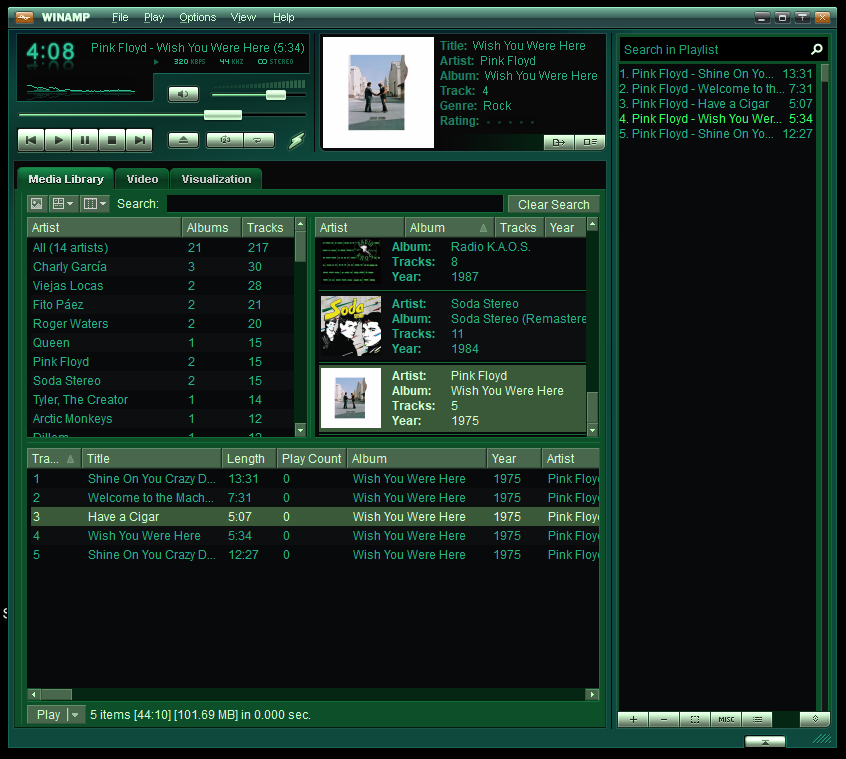 WINAMP File Play Options View Help
4:08
Pink Floyd - Wish You Were Here (5:34)
320 KBPS 44 KHZ STEREO
Title: Wish You Were Here
Artist: Pink Floyd
Album: Wish You Were Here
Track: 4
Genre: Rock
Rating:
Media Library Video Visualization
Search: Clear Search
Artist Albums Tracks
All (14 artists) 21 217
Charly García 3 30
Viejas Locas 2 28
Fito Páez 2 21
Roger Waters 2 20
Queen 1 15
Pink Floyd 2 15
Soda Stereo 2 15
Tyler, The Creator 1 14
Arctic Monkeys 1 12
Artist Album Tracks Year
Album: Radio K.A.O.S.
Tracks: 8
Year: 1987
Soda
Artist: Soda Stereo
Album: Soda Stereo (Remastere
Tracks: 11
Year: 1984
Artist: Pink Floyd
Album: Wish You Were Here
Tracks: 5
Year: 1975
Tra... Title Length Play Count Album Year Artist
1 Shine On You Crazy D... 13:31 0 Wish You Were Here 1975 Pink Floy
2 Welcome to the Mach... 7:31 0 Wish You Were Here 1975 Pink Floy
3 Have a Cigar 5:07 0 Wish You Were Here 1975 Pink Floy
4 Wish You Were Here 5:34 0 Wish You Were Here 1975 Pink Floy
5 Shine On You Crazy D... 12:27 0 Wish You Were Here 1975 Pink Floy
Play 5 items [44:10] [101.69 MB] in 0.000 sec.
Search in Playlist
1. Pink Floyd - Shine On Yo... 13:31
2. Pink Floyd - Welcome to th... 7:31
3. Pink Floyd - Have a Cigar 5:07
4. Pink Floyd - Wish You Wer... 5:34
5. Pink Floyd - Shine On Yo... 12:27
MISC